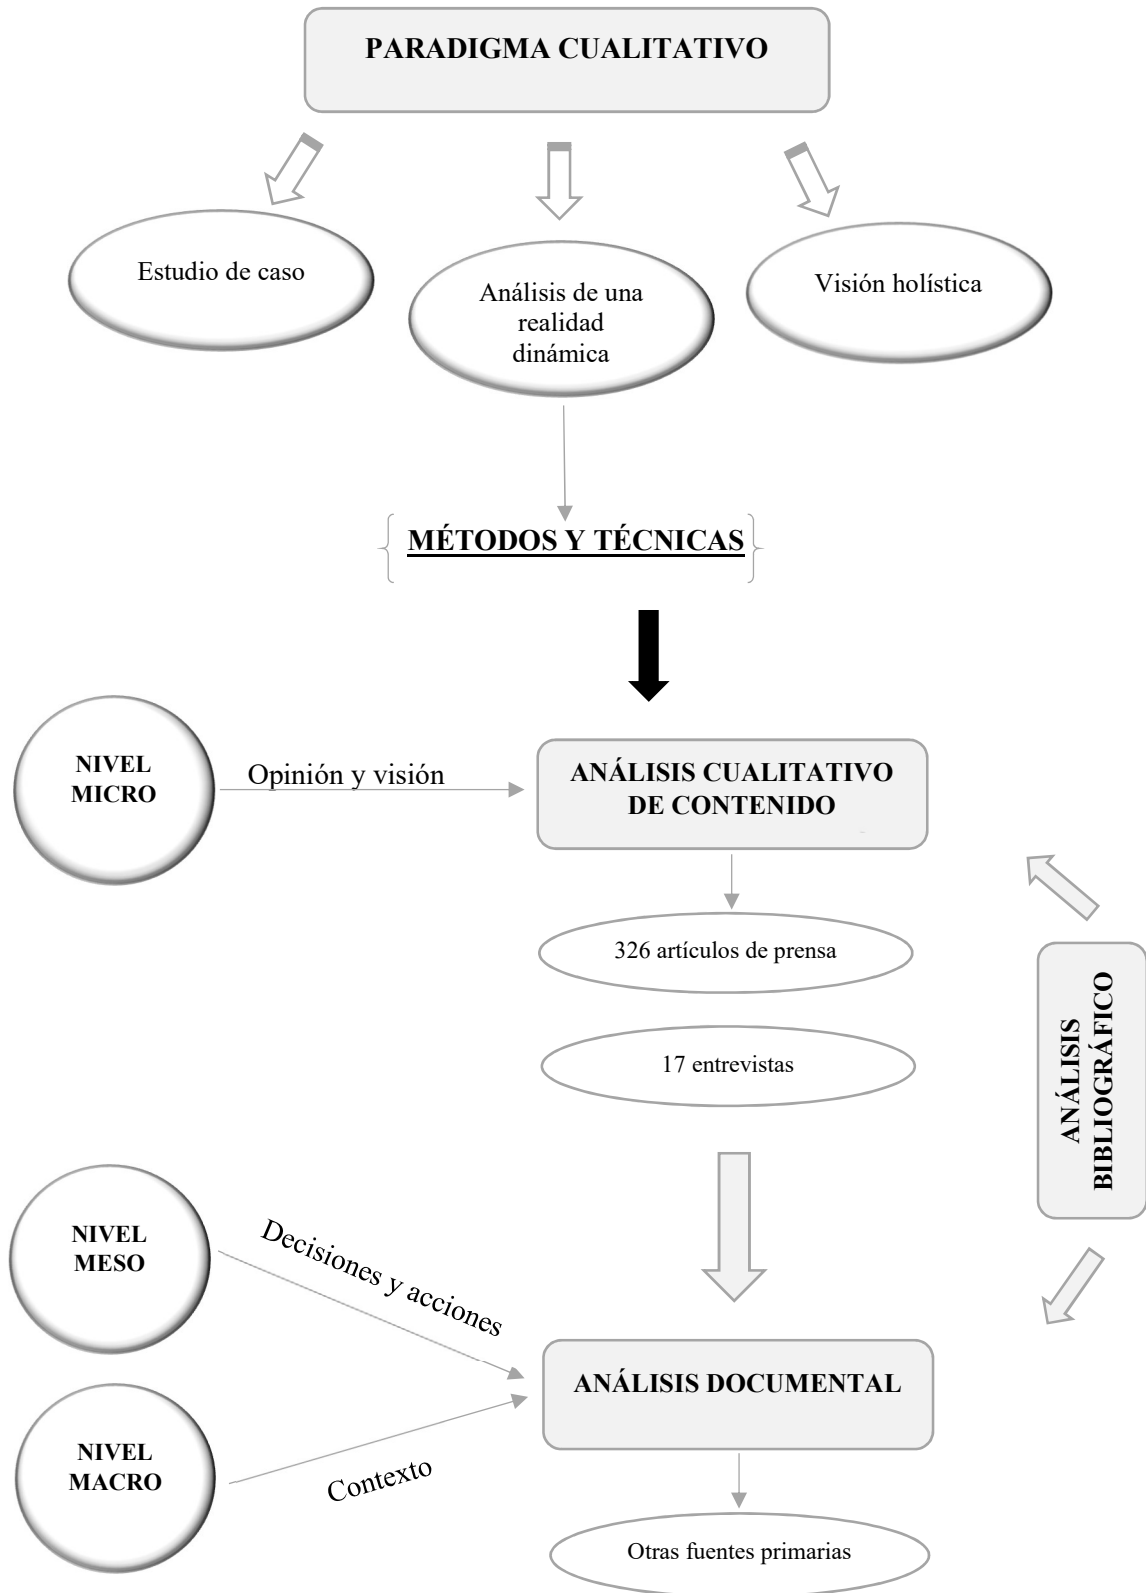 PARADIGMA CUALITATIVO
Estudio de caso
Análisis de una
realidad
dinámica
Visión holística
MÉTODOS Y TÉCNICAS
NIVEL
MICRO
Opinión y visión
ANÁLISIS CUALITATIVO
DE CONTENIDO
326 artículos de prensa
17 entrevistas
ANÁLISIS
BIBLIOGRÁFICO
NIVEL
MESO
Decisiones y acciones
ANÁLISIS DOCUMENTAL
NIVEL
MACRO
Contexto
Otras fuentes primarias